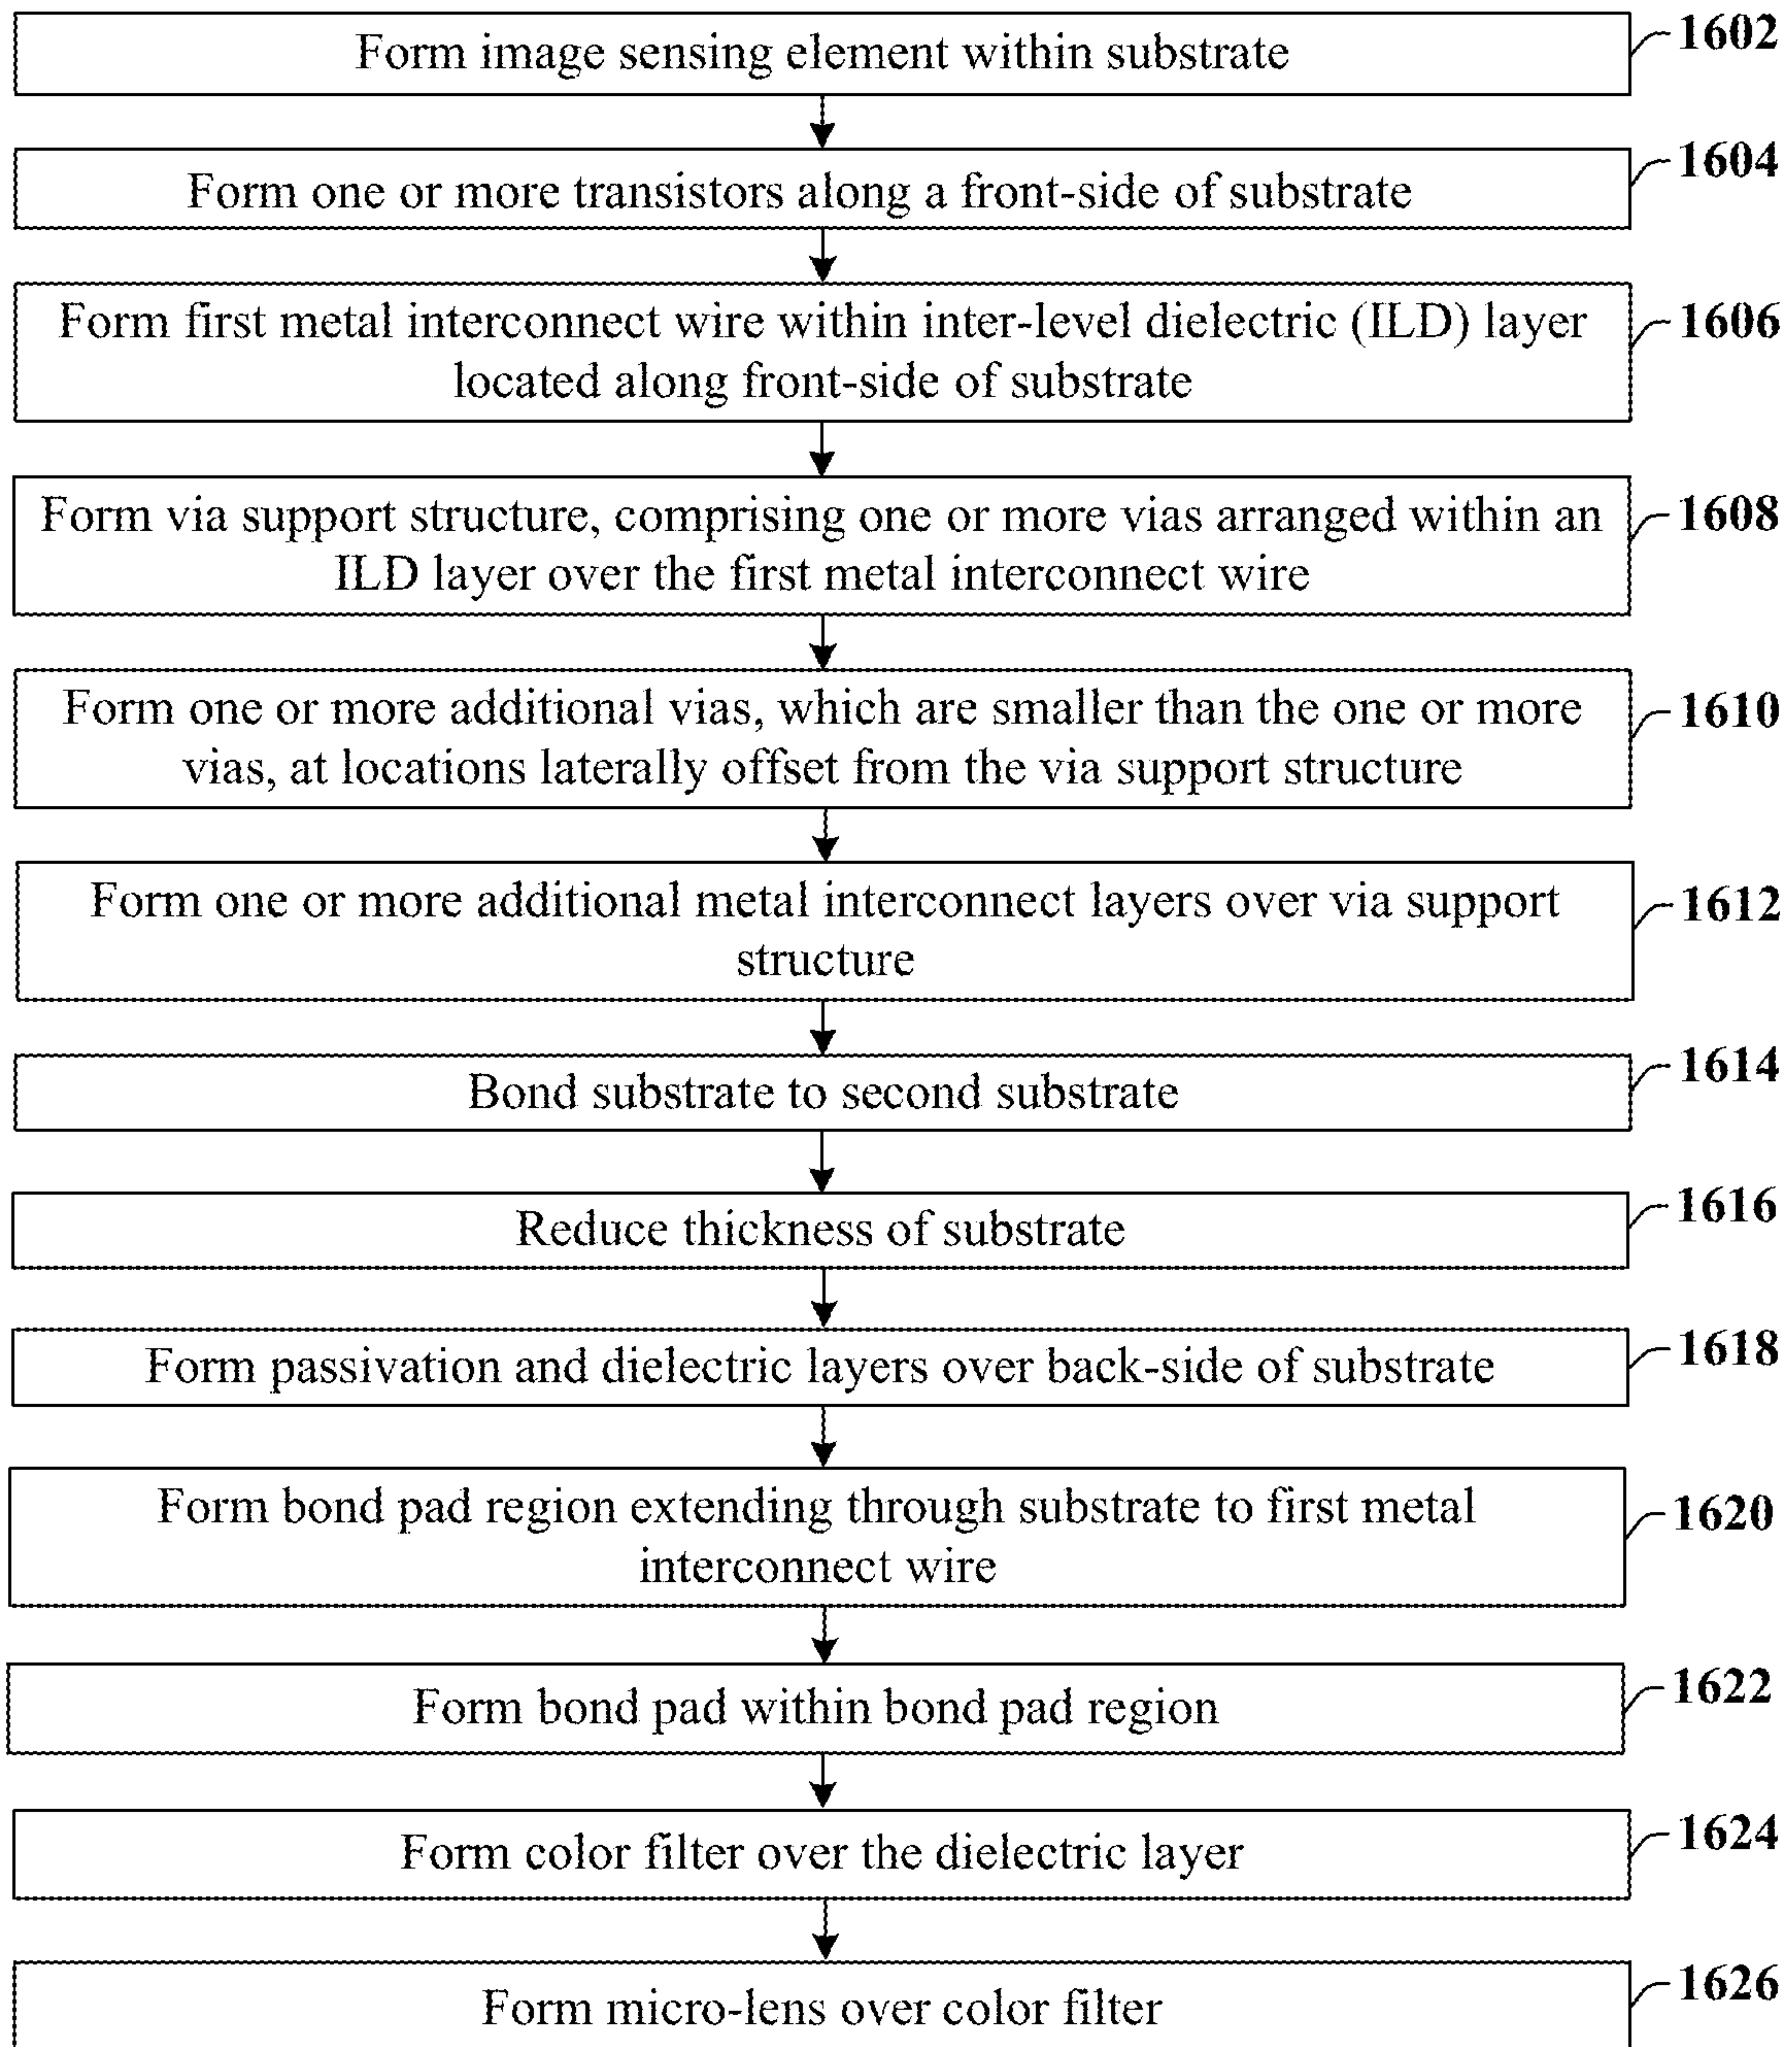 Form image sensing element within substrate
1602
Form one or more transistors along a front-side of substrate
1604
Form first metal interconnect wire within inter-level dielectric (ILD) layer
located along front-side of substrate
1606
Form via support structure, comprising one or more vias arranged within an
ILD layer over the first metal interconnect wire
1608
Form one or more additional vias, which are smaller than the one or more
vias, at locations laterally offset from the via support structure
1610
Form one or more additional metal interconnect layers over via support
structure
1612
Bond substrate to second substrate
1614
Reduce thickness of substrate
1616
Form passivation and dielectric layers over back-side of substrate
1618
Form bond pad region extending through substrate to first metal
interconnect wire
1620
Form bond pad within bond pad region
1622
Form color filter over the dielectric layer
1624
Form micro-lens over color filter
1626